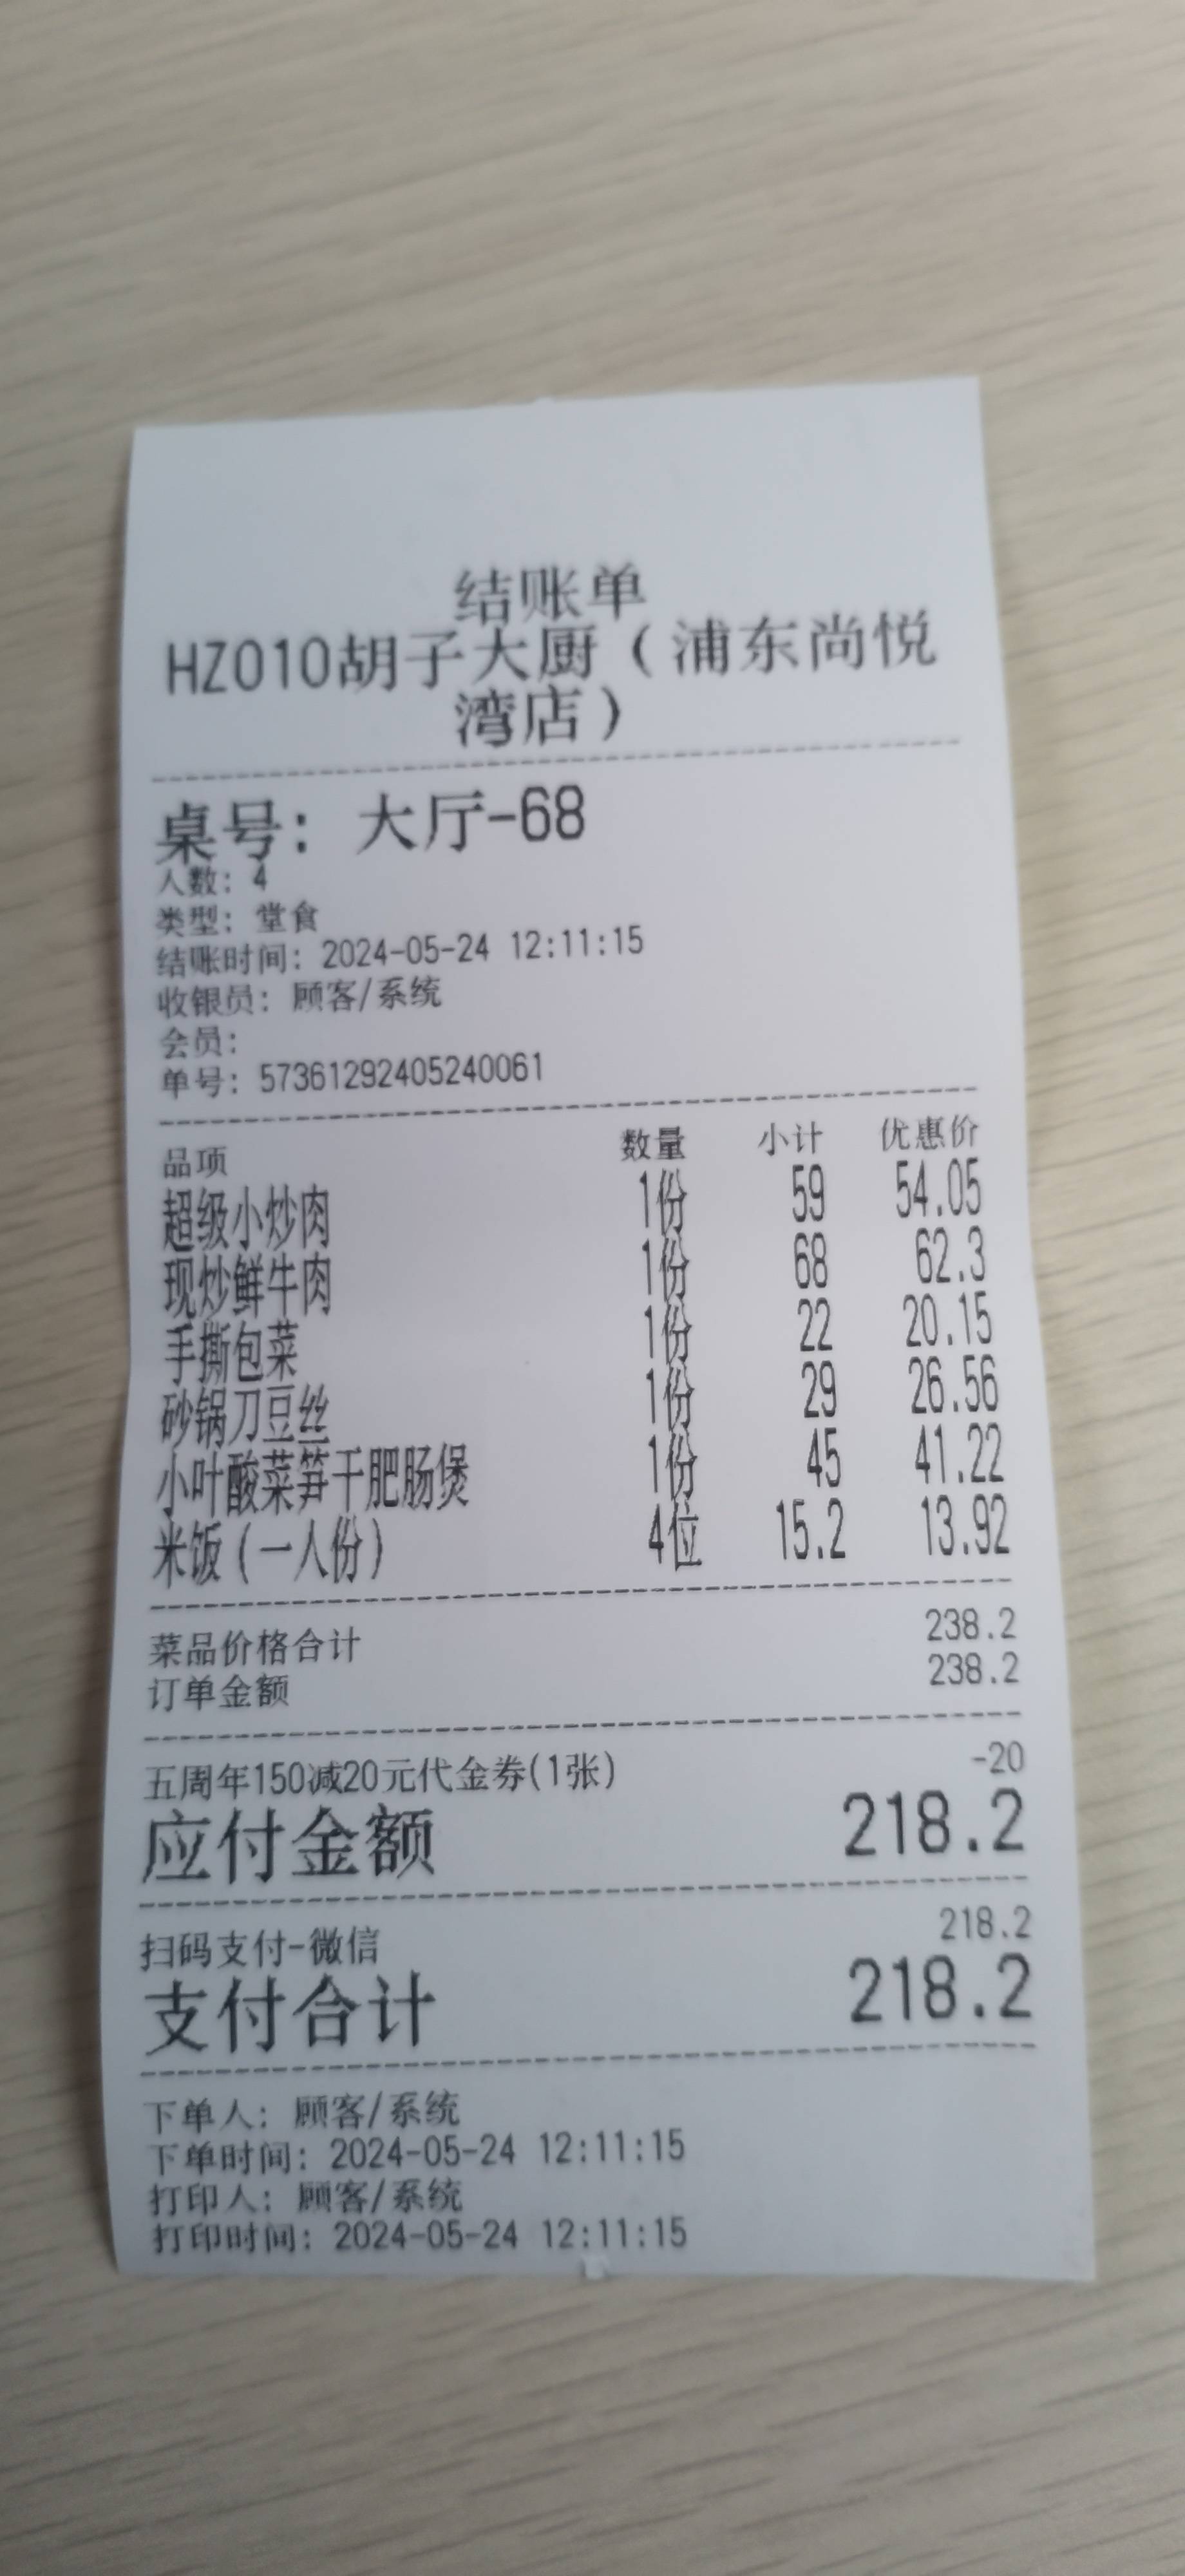 结账单
HZ010胡子大厨（浦东尚悦
湾店）
桌号： 大厅-68
人数：4
类型：堂食
结账时间：2024-05-24 12:11:15
收银员：顾客/系统
会员：
单号：57361292405240061
品项 数量 小计 优惠价
超级小炒肉 1份 59 54.05
现炒鲜牛肉 1份 68 62.3
手撕包菜 1份 22 20.15
砂锅刀豆丝 1份 29 26.56
小叶酸菜笋干肥肠煲 1份 45 41.22
米饭（一人份） 4位 15.2 13.92
菜品价格合计 238.2
订单金额 238.2
五周年150减20元代金券(1张) -20
应付金额 218.2
扫码支付-微信 218.2
支付合计 218.2
下单人：顾客/系统
下单时间：2024-05-24 12:11:15
打印人：顾客/系统
打印时间：2024-05-24 12:11:15